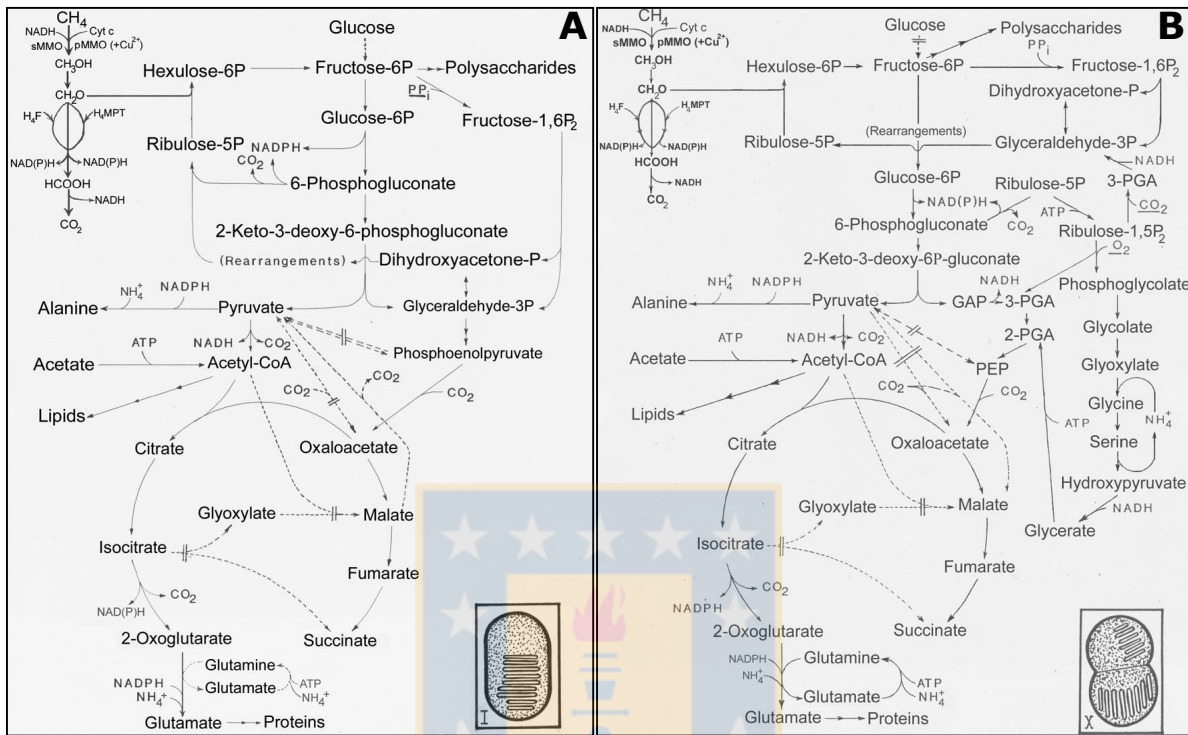 A
CH₄
NADH
Cyt c
sMMO
pMMO (+Cu²⁺)
CH₃OH
CH₂O
H₄F
H₄MPT
NAD(P)H
NAD(P)H
HCOOH
NADH
CO₂
Glucose
Hexulose-6P
Fructose-6P
Polysaccharides
PPᵢ
Glucose-6P
Fructose-1,6P₂
Ribulose-5P
NADPH
CO₂
6-Phosphogluconate
2-Keto-3-deoxy-6-phosphogluconate
(Rearrangements)
Dihydroxyacetone-P
Alanine
NH₄⁺
NADPH
Pyruvate
Glyceraldehyde-3P
NADH
CO₂
Phosphoenolpyruvate
Acetate
ATP
Acetyl-CoA
CO₂
CO₂
CO₂
Lipids
Citrate
Oxaloacetate
Glyoxylate
Malate
Isocitrate
Fumarate
CO₂
NAD(P)H
2-Oxoglutarate
Succinate
Glutamine
NADPH
Glutamate
ATP
NH₄⁺
NH₄⁺
Glutamate
Proteins
I
B
CH₄
NADH
Cyt c
sMMO
pMMO (+Cu²⁺)
CH₃OH
CH₂O
H₄F
H₄MPT
NAD(P)H
NAD(P)H
HCOOH
NADH
CO₂
Glucose
Polysaccharides
PPᵢ
Hexulose-6P
Fructose-6P
Fructose-1,6P₂
Dihydroxyacetone-P
(Rearrangements)
Ribulose-5P
Glyceraldehyde-3P
NADH
Glucose-6P
Ribulose-5P
3-PGA
NAD(P)H
ATP
CO₂
6-Phosphogluconate
CO₂
Ribulose-1,5P₂
O₂
2-Keto-3-deoxy-6P-gluconate
NADH
Phosphoglycolate
Alanine
NH₄⁺
NADPH
Pyruvate
GAP
3-PGA
Glycolate
NADH
CO₂
2-PGA
Acetate
ATP
Acetyl-CoA
PEP
Glyoxylate
CO₂
CO₂
Glycine
Lipids
ATP
NH₄⁺
Citrate
Oxaloacetate
Serine
Hydroxypyruvate
Glyoxylate
Malate
NADH
Glycerate
Isocitrate
Fumarate
CO₂
NADPH
2-Oxoglutarate
Succinate
NADPH
Glutamine
NH₄⁺
ATP
Glutamate
NH₄⁺
Glutamate
Proteins
X